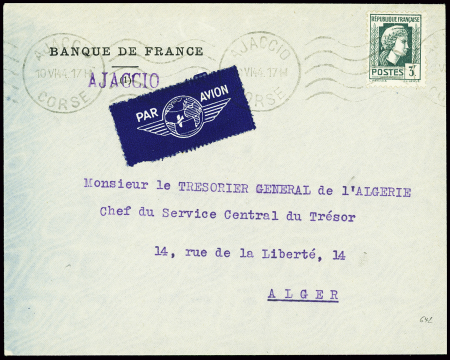 RÉPUBLIQUE FRANÇAISE
POSTES 3F
AJACCIO
CORSE
AJACCIO
CORSE
BANQUE DE FRANCE
AJACCIO
PAR AVION
Monsieur le TRESORIER GENERAL de l'ALGERIE
Chef du Service Central du Trésor
14, rue de la Liberté, 14
ALGER